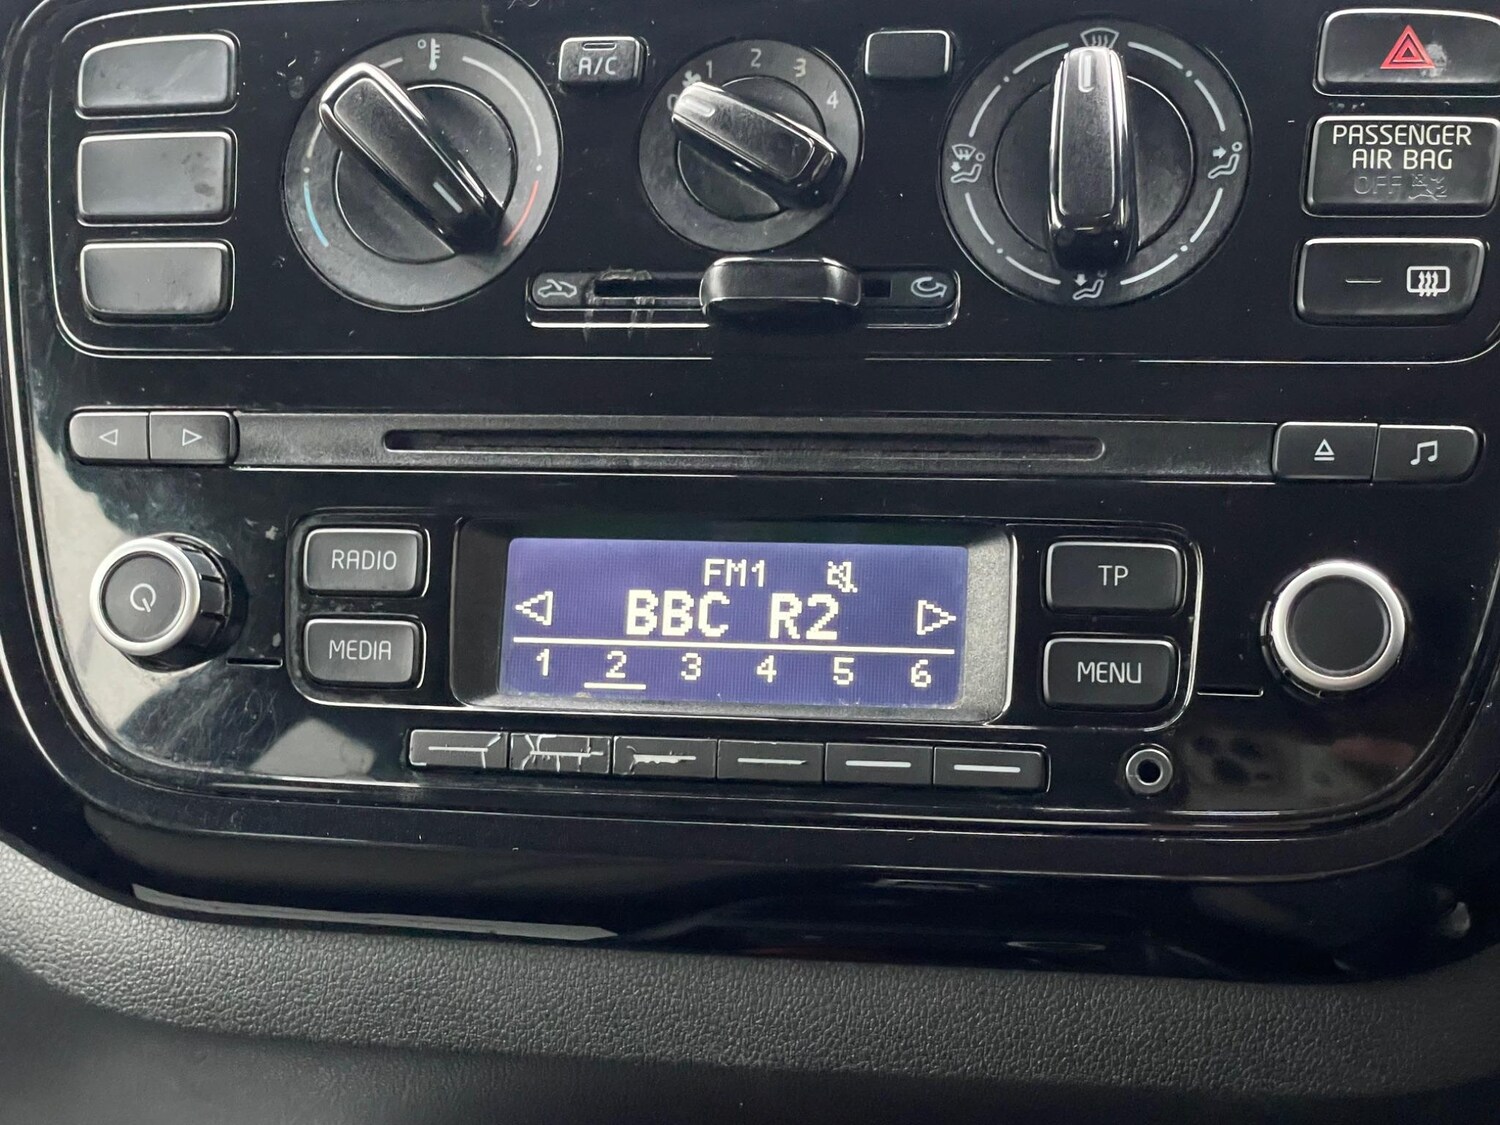 A/C
1 2 3 4
PASSENGER
AIR BAG
OFF
RADIO
MEDIA
FM1
BBC R2
1 2 3 4 5 6
TP
MENU